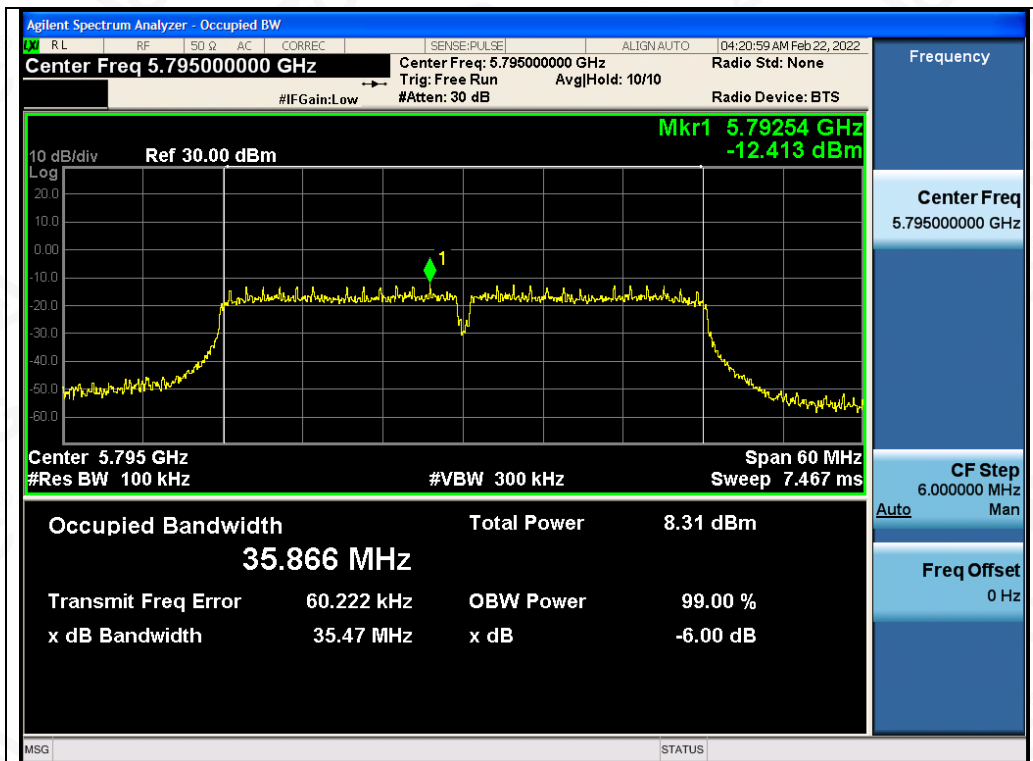 Agilent Spectrum Analyzer - Occupied BW
LXI RL RF 50 Ω AC CORREC SENSE:PULSE ALIGN AUTO 04:20:59 AM Feb 22, 2022
Center Freq 5.795000000 GHz
Center Freq: 5.795000000 GHz Radio Std: None
Trig: Free Run Avg|Hold: 10/10
#IFGain:Low #Atten: 30 dB Radio Device: BTS
Mkr1 5.79254 GHz
-12.413 dBm
10 dB/div Ref 30.00 dBm
Log
20.0
10.0
0.00
1
-10.0
-20.0
-30.0
-40.0
-50.0
-60.0
Center 5.795 GHz Span 60 MHz
#Res BW 100 kHz #VBW 300 kHz Sweep 7.467 ms
Occupied Bandwidth Total Power 8.31 dBm
35.866 MHz
Transmit Freq Error 60.222 kHz OBW Power 99.00 %
x dB Bandwidth 35.47 MHz x dB -6.00 dB
MSG STATUS
Frequency
Center Freq
5.795000000 GHz
CF Step
6.000000 MHz
Auto Man
Freq Offset
0 Hz